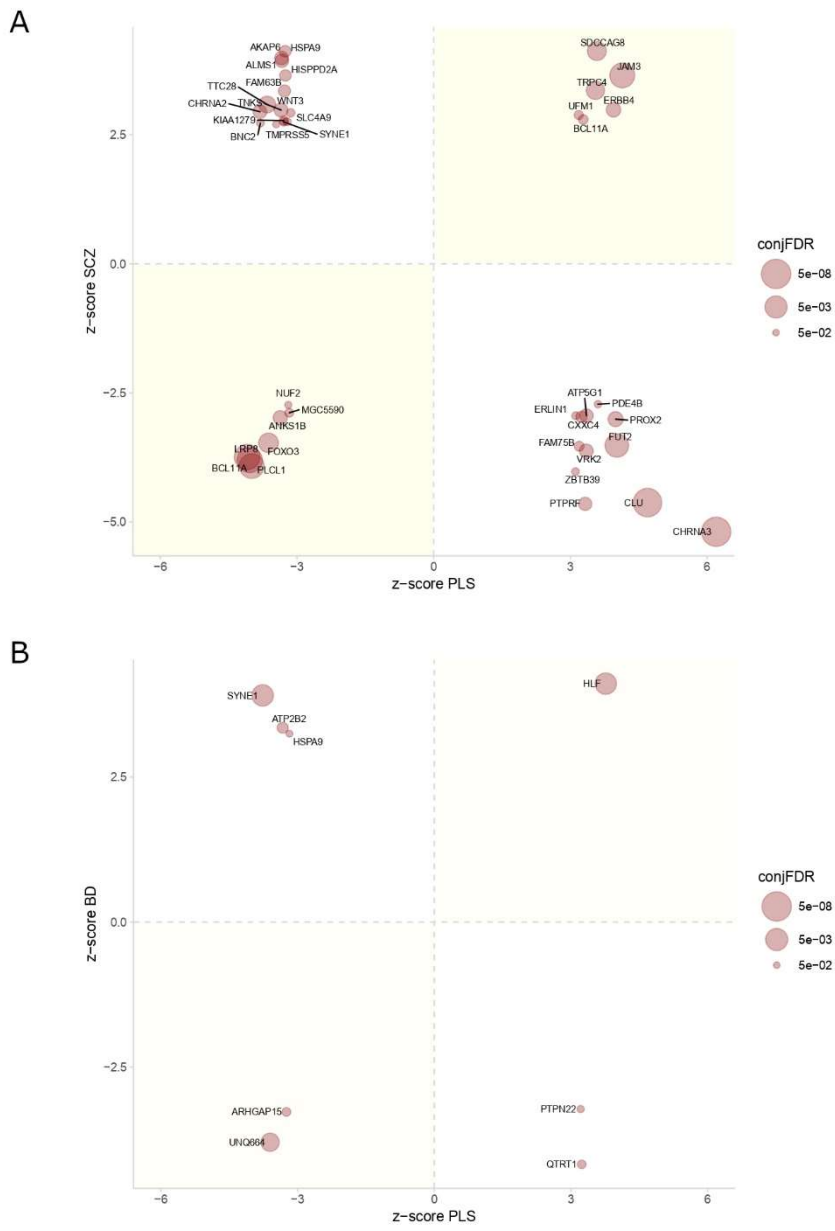 A
AKAP6
HSPA9
ALMS1
HISPPD2A
FAM63B
TTC28
TNKS
WNT3
CHRNA2
SLC4A9
KIAA1279
BNC2
TMPRSS5
SYNE1
SDCCAG8
JAM3
TRPC4
ERBB4
UFM1
BCL11A
2.5
0.0
−2.5
−5.0
z−score SCZ
NUF2
MGC5590
ANKS1B
LRP8
FOXO3
BCL11A
PLCL1
ATP5G1
PDE4B
ERLIN1
CXXC4
PROX2
FAM75B
FUT2
VRK2
ZBTB39
PTPRF
CLU
CHRNA3
−6
−3
0
3
6
z−score PLS
conjFDR
5e−08
5e−03
5e−02
B
SYNE1
ATP2B2
HSPA9
HLF
2.5
0.0
−2.5
z−score BD
ARHGAP15
UNQ664
PTPN22
QTRT1
−6
−3
0
3
6
z−score PLS
conjFDR
5e−08
5e−03
5e−02